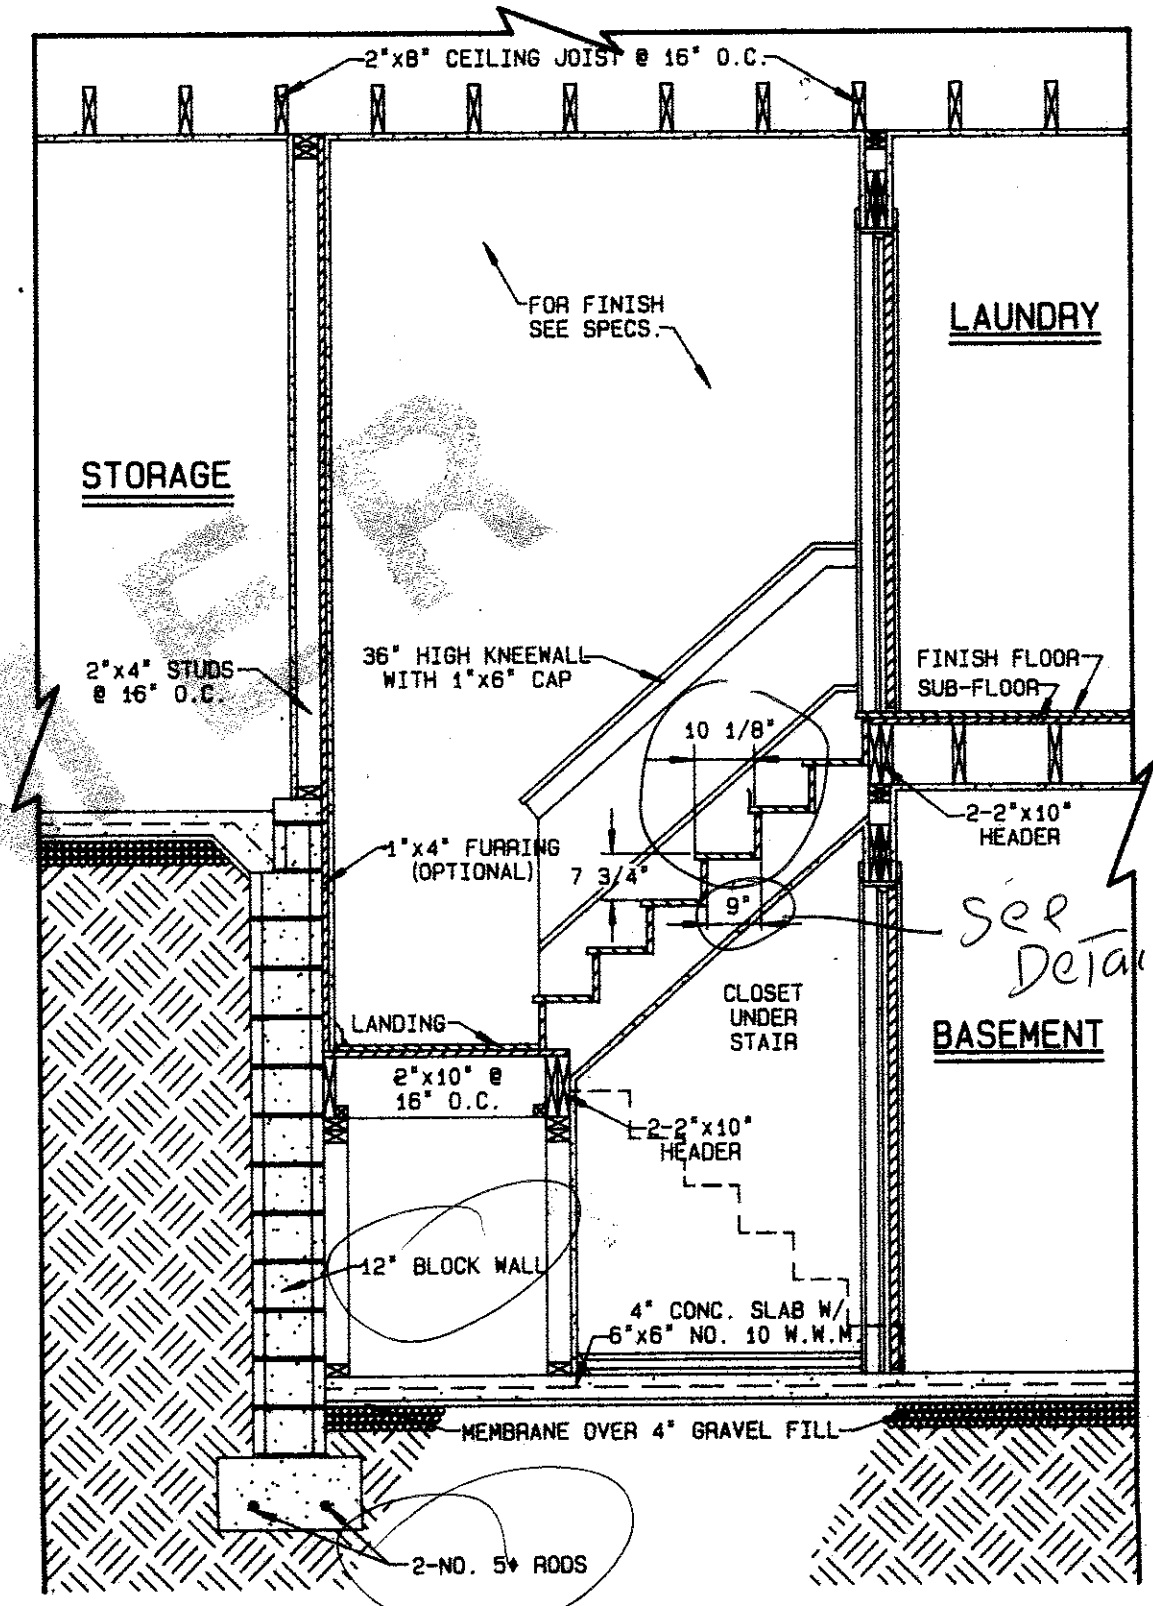 2"x8" CEILING JOIST @ 16" O.C.
FOR FINISH
SEE SPECS.
LAUNDRY
STORAGE
2"x4" STUDS
@ 16" O.C.
36" HIGH KNEEWALL
WITH 1"x6" CAP
FINISH FLOOR
SUB-FLOOR
10 1/8"
2-2"x10"
HEADER
1"x4" FURRING
(OPTIONAL)
7 3/4"
9"
See
Detai
CLOSET
UNDER
STAIR
LANDING
BASEMENT
2"x10" @
16" O.C.
2-2"x10"
HEADER
12" BLOCK WALL
4" CONC. SLAB W/
6"x6" NO. 10 W.W.M.
MEMBRANE OVER 4" GRAVEL FILL
2-NO. 5⌀ RODS